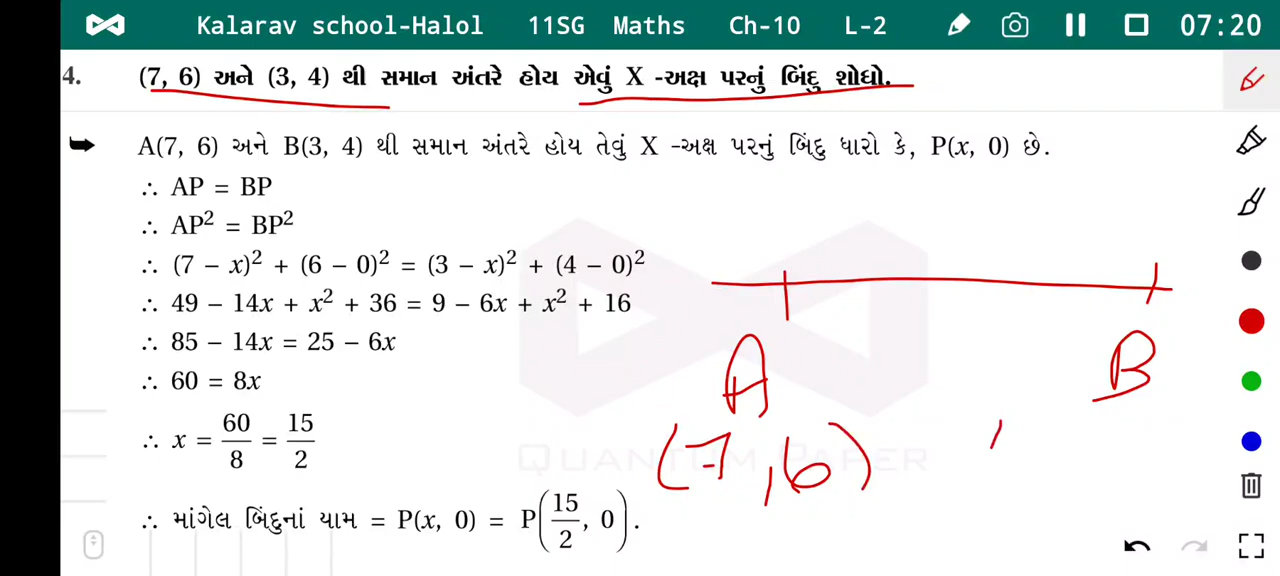 Kalarav school-Halol 11SG Maths Ch-10 L-2 07:20
4. (7, 6) અને (3, 4) થી સમાન અંતરે હોય એવું X -અક્ષ પરનું બિંદુ શોધો.
A(7, 6) અને B(3, 4) થી સમાન અંતરે હોય તેવું X -અક્ષ પરનું બિંદુ ધારો કે, P(x, 0) છે.
∴ AP = BP
∴ AP² = BP²
∴ (7 − x)² + (6 − 0)² = (3 − x)² + (4 − 0)²
∴ 49 − 14x + x² + 36 = 9 − 6x + x² + 16
∴ 85 − 14x = 25 − 6x
∴ 60 = 8x
∴ x = 60/8 = 15/2
∴ માંગેલ બિંદુનાં યામ = P(x, 0) = P(15/2, 0).
A B
(7,6)
QUANTUM PAPER